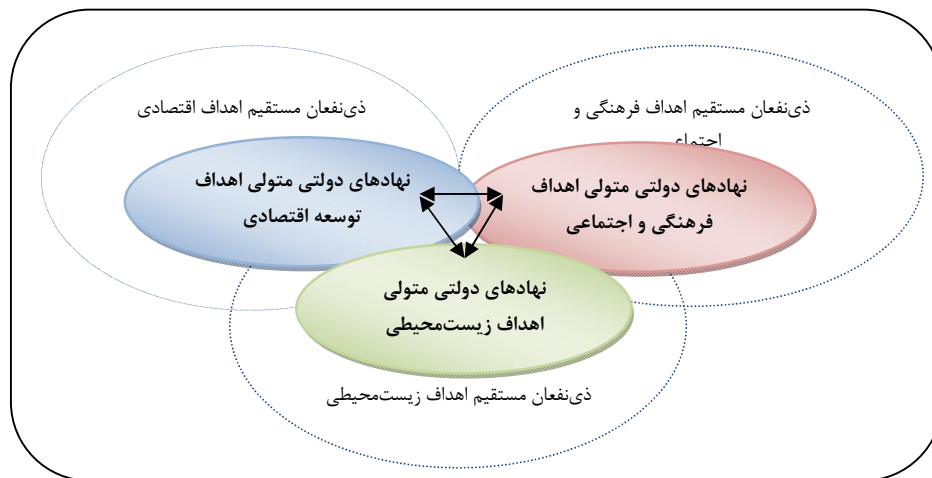 ذی‌نفعان مستقیم اهداف فرهنگی و
ذی‌نفعان مستقیم اهداف اقتصادی
نهادهای دولتی متولی اهداف
فرهنگی و اجتماعی
نهادهای دولتی متولی اهداف
توسعه اقتصادی
نهادهای دولتی متولی
اهداف زیست‌محیطی
ذی‌نفعان مستقیم اهداف زیست‌محیطی